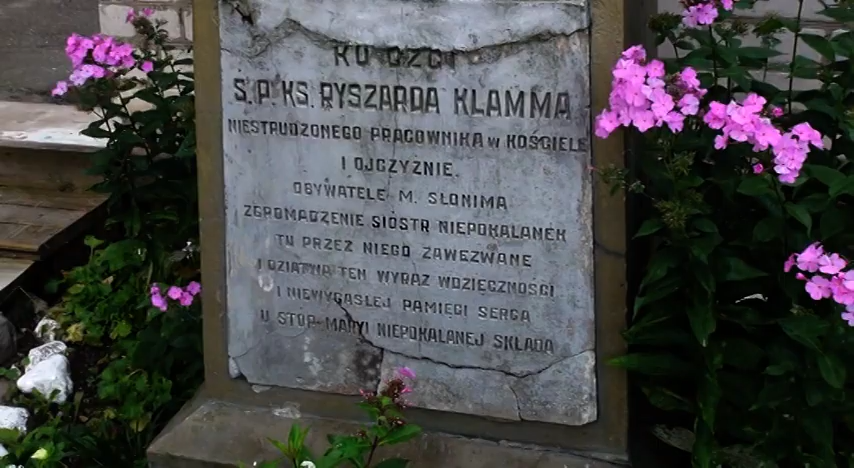 KU CZCI
Ś.P. KS. RYSZARDA KLAMMA
NIESTRUDZONEGO PRACOWNIKA W KOŚCIELE
I OJCZYŹNIE.
OBYWATELE M. SŁONIMA
ZGROMADZENIE SIÓSTR NIEPOKALANEK
TU PRZEZ NIEGO ZAWEZWANE
I DZIATWA TEN WYRAZ WDZIĘCZNOŚCI
I NIEWYGASŁEJ PAMIĘCI SERCA
U STÓP MARYI NIEPOKALANEJ SKŁADA